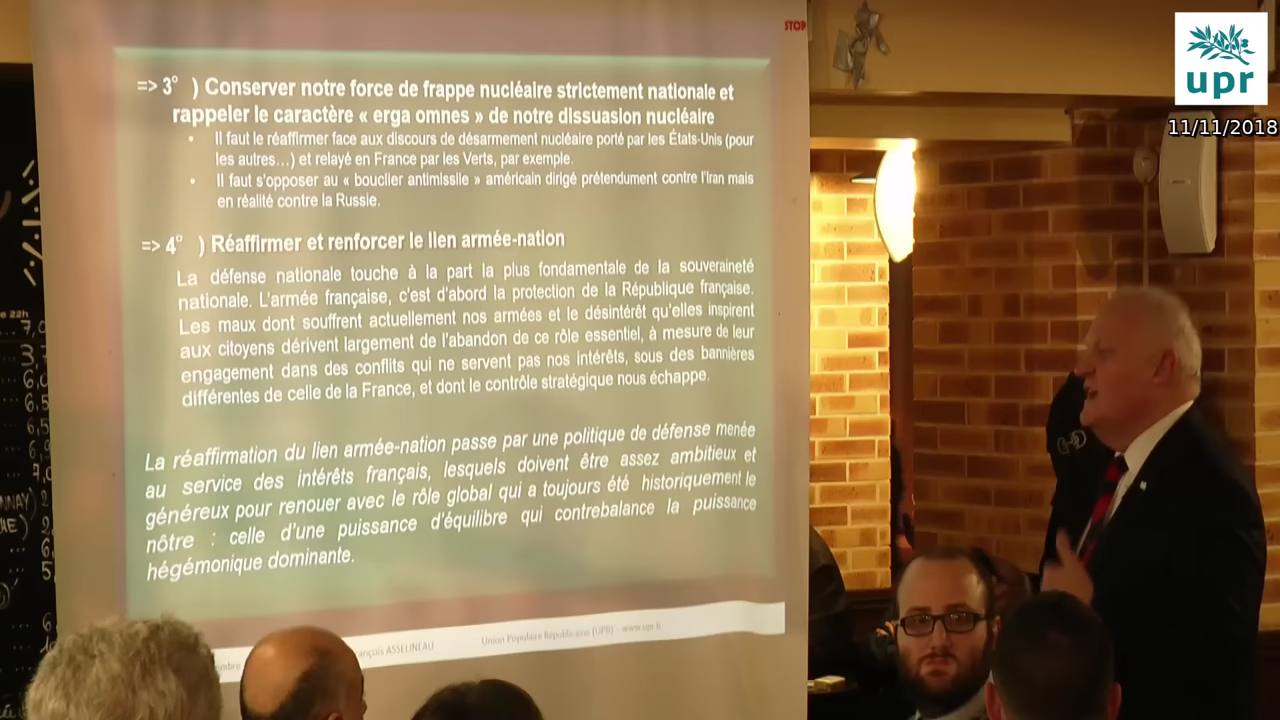 STOP
upr
11/11/2018
=> 3° ) Conserver notre force de frappe nucléaire strictement nationale et
rappeler le caractère « erga omnes » de notre dissuasion nucléaire
• Il faut le réaffirmer face aux discours de désarmement nucléaire porté par les États-Unis (pour
les autres…) et relayé en France par les Verts, par exemple.
• Il faut s'opposer au « bouclier antimissile » américain dirigé prétendument contre l'Iran mais
en réalité contre la Russie.
=> 4° ) Réaffirmer et renforcer le lien armée-nation
La défense nationale touche à la part la plus fondamentale de la souveraineté
nationale. L'armée française, c'est d'abord la protection de la République française.
Les maux dont souffrent actuellement nos armées et le désintérêt qu'elles inspirent
aux citoyens dérivent largement de l'abandon de ce rôle essentiel, à mesure de leur
engagement dans des conflits qui ne servent pas nos intérêts, sous des bannières
différentes de celle de la France, et dont le contrôle stratégique nous échappe.
La réaffirmation du lien armée-nation passe par une politique de défense menée
au service des intérêts français, lesquels doivent être assez ambitieux et
généreux pour renouer avec le rôle global qui a toujours été historiquement le
nôtre : celle d'une puissance d'équilibre qui contrebalance la puissance
hégémonique dominante.
ASSELINEAU
Union Populaire Républicaine (UPR) - www.upr.fr